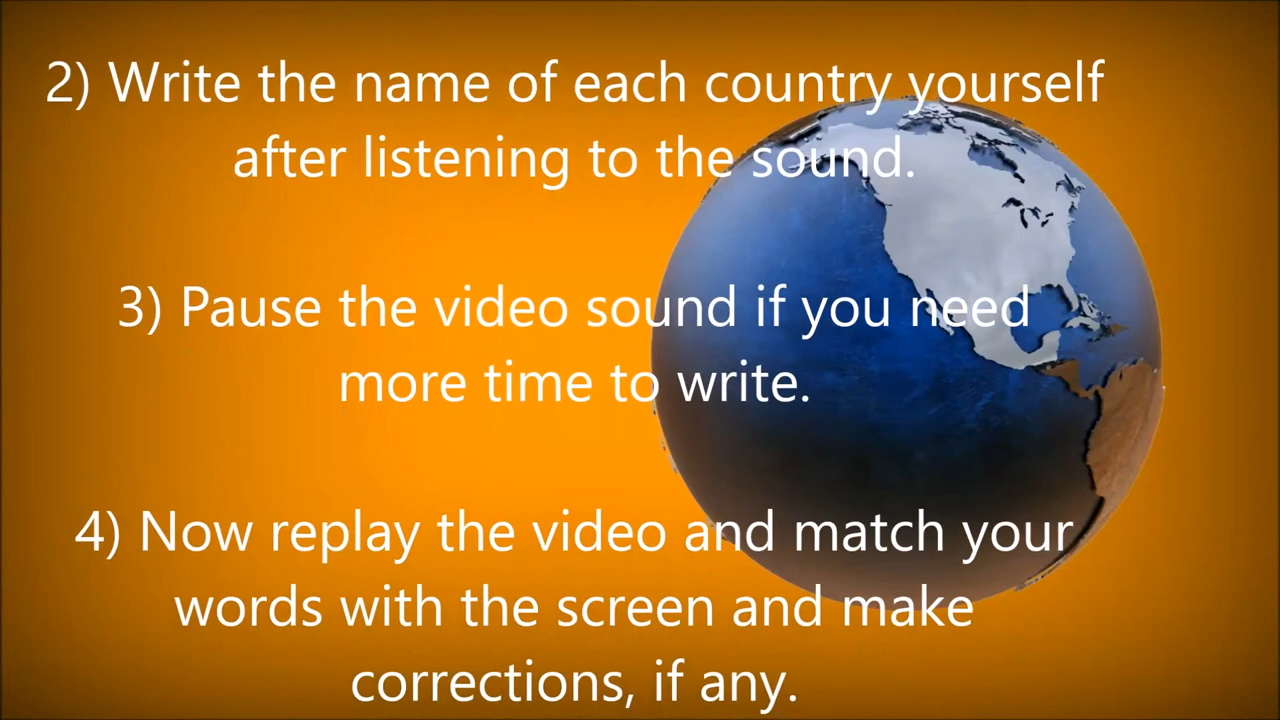 2) Write the name of each country yourself
after listening to the sound.
3) Pause the video sound if you need
more time to write.
4) Now replay the video and match your
words with the screen and make
corrections, if any.